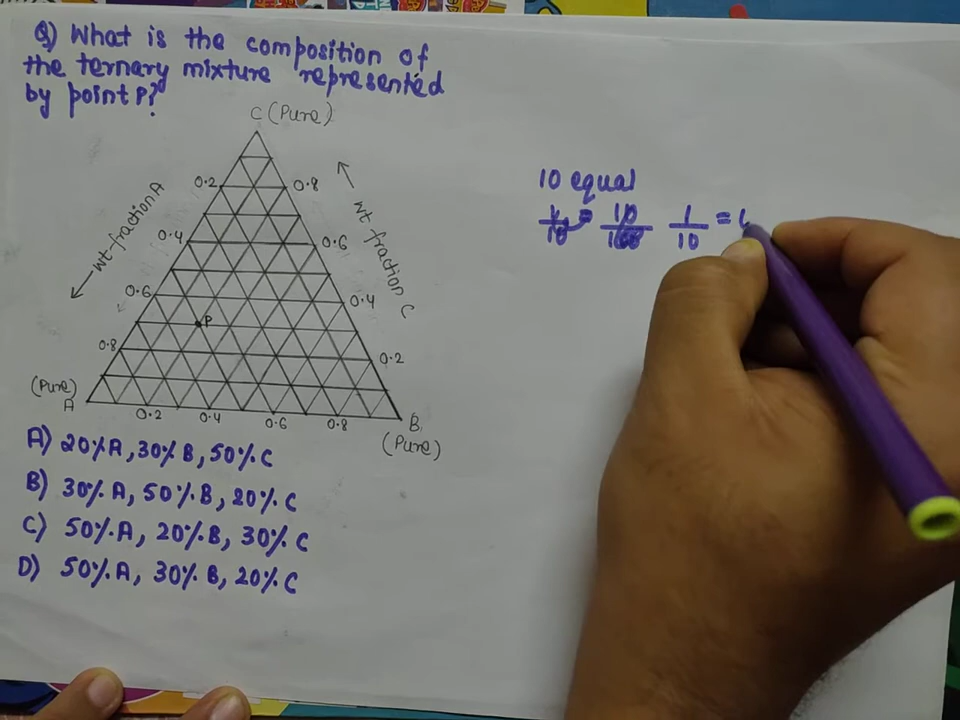 Q) What is the composition of
the ternary mixture represented
by point P?
C (Pure)
0.2
0.8
wt-fraction A
wt fraction C
0.4
0.6
0.6
0.4
P
0.8
0.2
(Pure)
A
0.2
0.4
0.6
0.8
B
(Pure)
A) 20%A, 30% B, 50%.C
B) 30%. A, 50%.B, 20%. C
C) 50%.A, 20%.B, 30%. C
D) 50%.A, 30%. B, 20%.C
10 equal
1/10 = 10/100 1/10 =